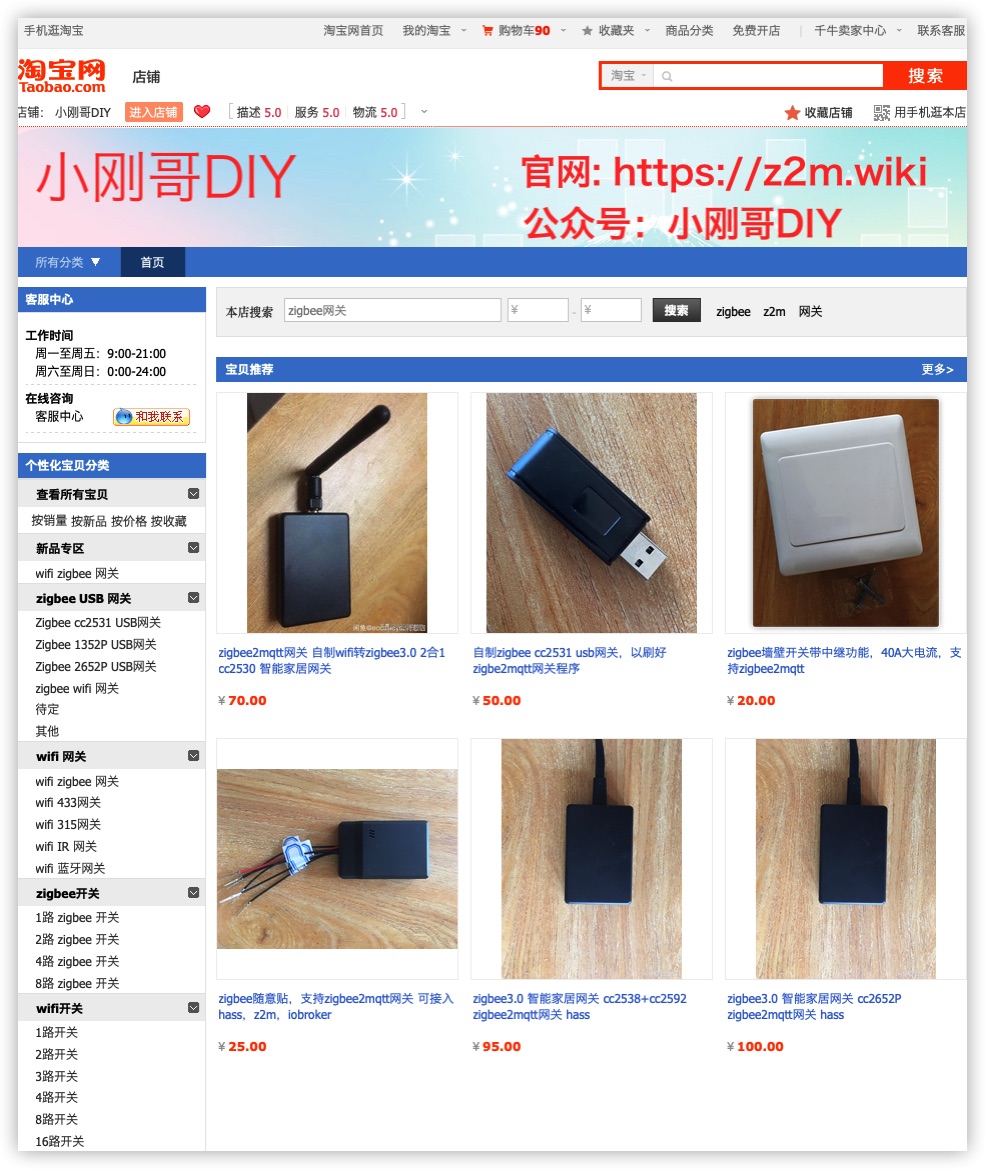 手机逛淘宝
淘宝网首页 我的淘宝 购物车90 收藏夹 商品分类 免费开店 千牛卖家中心 联系客服
淘宝网
Taobao.com
店铺
淘宝
搜索
店铺： 小刚哥DIY 进入店铺 描述 5.0 服务 5.0 物流 5.0
收藏店铺 用手机逛本店
小刚哥DIY
官网: https://z2m.wiki
公众号：小刚哥DIY
所有分类 首页
客服中心
工作时间
周一至周五：9:00-21:00
周六至周日：0:00-24:00
在线咨询
客服中心 和我联系
个性化宝贝分类
查看所有宝贝
按销量 按新品 按价格 按收藏
新品专区
wifi zigbee 网关
zigbee USB 网关
Zigbee cc2531 USB网关
Zigbee 1352P USB网关
Zigbee 2652P USB网关
zigbee wifi 网关
待定
其他
wifi 网关
wifi zigbee 网关
wifi 433网关
wifi 315网关
wifi IR 网关
wifi 蓝牙网关
zigbee开关
1路 zigbee 开关
2路 zigbee 开关
4路 zigbee 开关
8路 zigbee 开关
wifi开关
1路开关
2路开关
3路开关
4路开关
8路开关
16路开关
本店搜索 zigbee网关 ¥ - ¥ 搜索 zigbee z2m 网关
宝贝推荐 更多>
zigbee2mqtt网关 自制wifi转zigbee3.0 2合1
cc2530 智能家居网关
¥ 70.00
自制zigbee cc2531 usb网关，以刷好
zigbe2mqtt网关程序
¥ 50.00
zigbee墙壁开关带中继功能，40A大电流，支
持zigbee2mqtt
¥ 20.00
zigbee随意贴，支持zigbee2mqtt网关 可接入
hass，z2m，iobroker
¥ 25.00
zigbee3.0 智能家居网关 cc2538+cc2592
zigbee2mqtt网关 hass
¥ 95.00
zigbee3.0 智能家居网关 cc2652P
zigbee2mqtt网关 hass
¥ 100.00